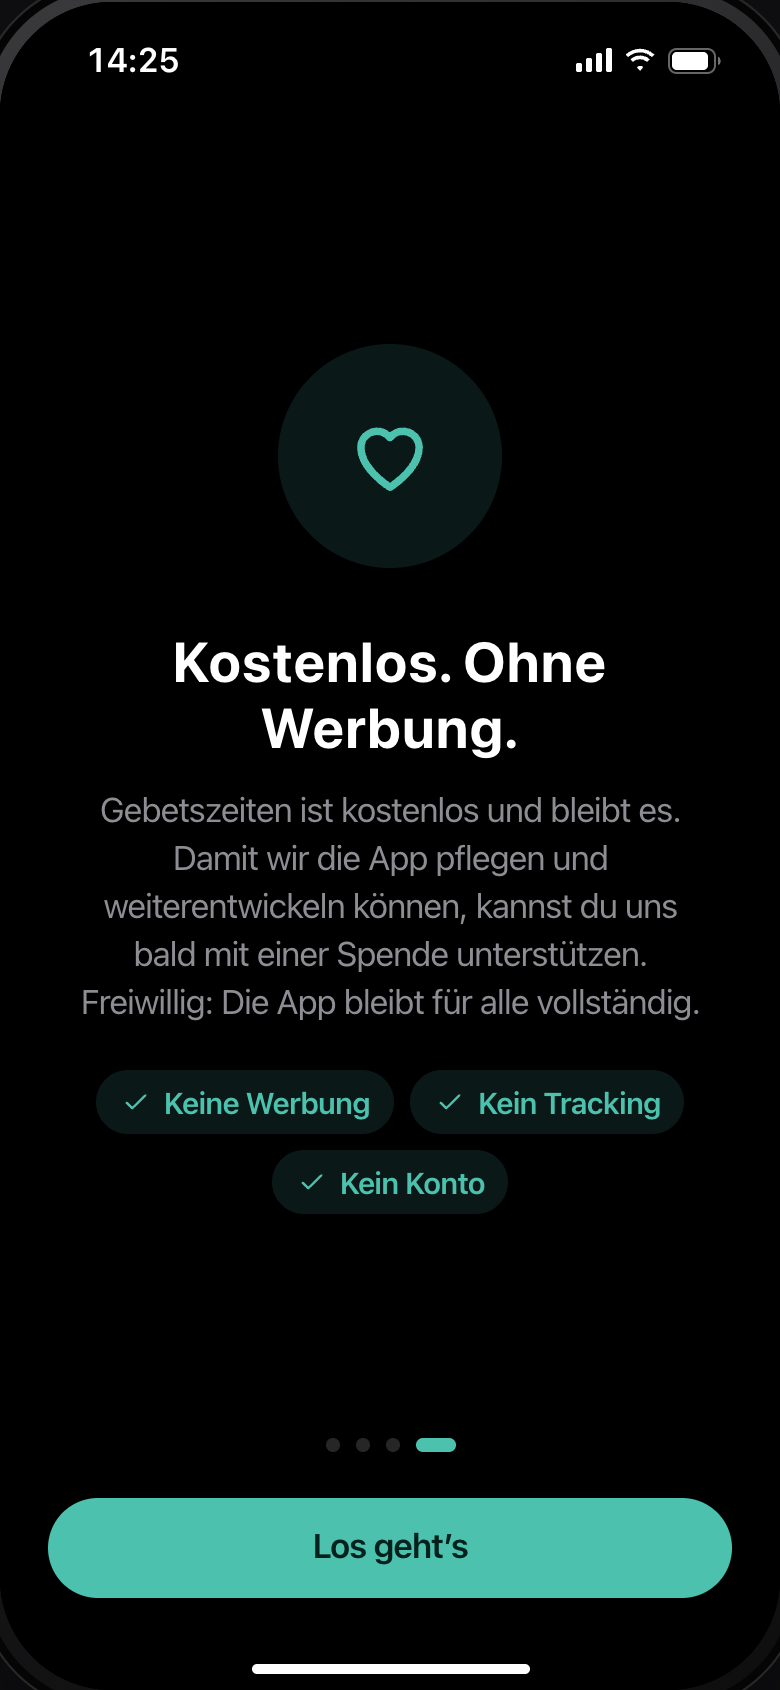 14:25
Kostenlos. Ohne
Werbung.
Gebetszeiten ist kostenlos und bleibt es.
Damit wir die App pflegen und
weiterentwickeln können, kannst du uns
bald mit einer Spende unterstützen.
Freiwillig: Die App bleibt für alle vollständig.
Keine Werbung
Kein Tracking
Kein Konto
Los geht’s